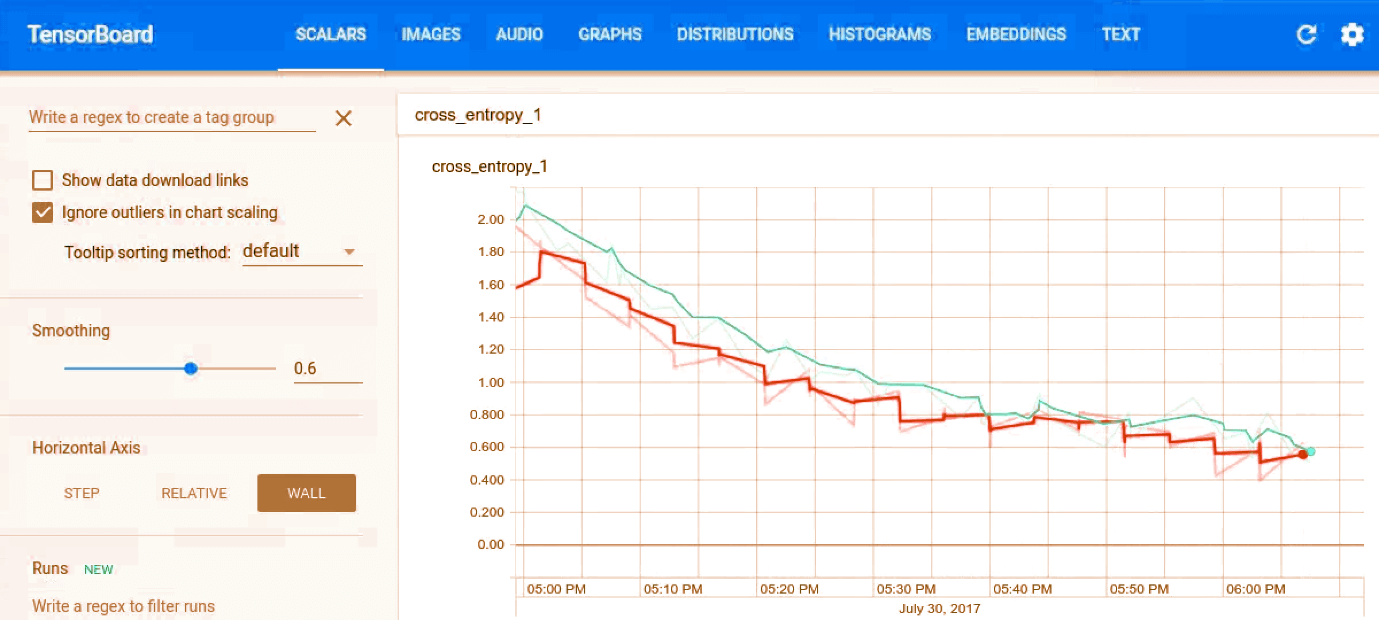 TensorBoard SCALARS IMAGES AUDIO GRAPHS DISTRIBUTIONS HISTOGRAMS EMBEDDINGS TEXT
Write a regex to create a tag group
Show data download links
Ignore outliers in chart scaling
Tooltip sorting method: default
Smoothing
0.6
Horizontal Axis
STEP RELATIVE WALL
Runs NEW
Write a regex to filter runs
cross_entropy_1
cross_entropy_1
2.00
1.80
1.60
1.40
1.20
1.00
0.800
0.600
0.400
0.200
0.00
05:00 PM 05:10 PM 05:20 PM 05:30 PM 05:40 PM 05:50 PM 06:00 PM
July 30, 2017